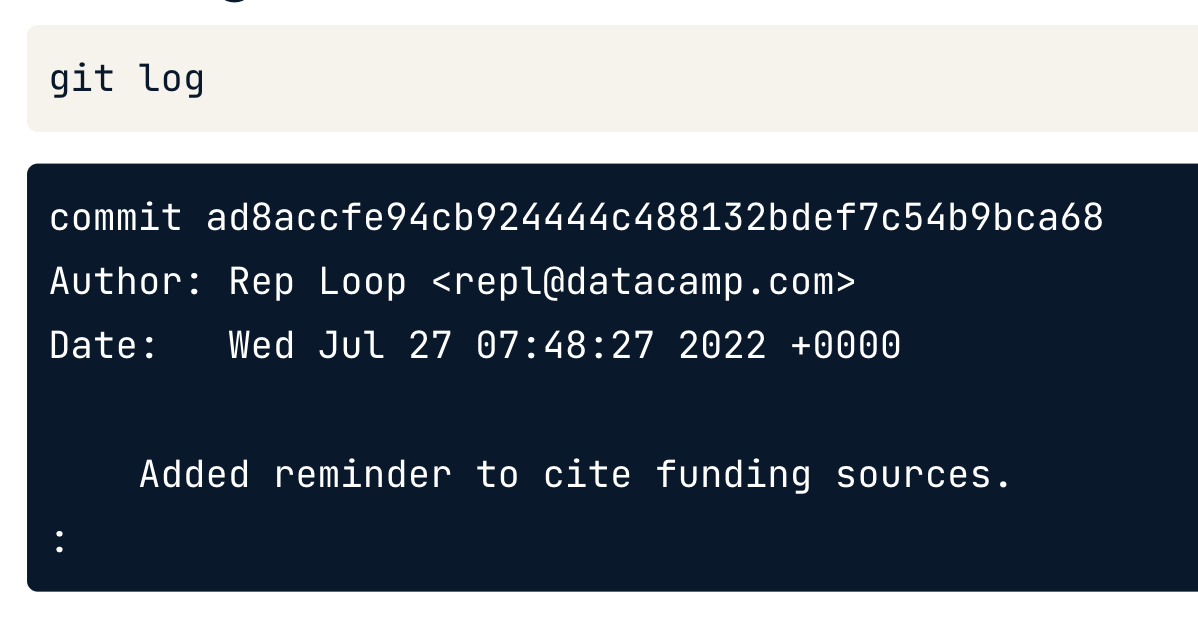 git log
commit ad8accfe94cb924444c488132bdef7c54b9bca68
Author: Rep Loop <repl@datacamp.com>
Date:   Wed Jul 27 07:48:27 2022 +0000
    Added reminder to cite funding sources.
: